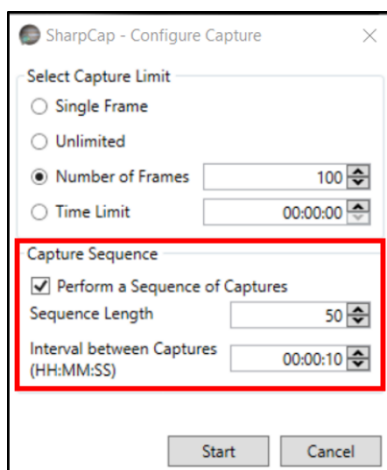 SharpCap - Configure Capture
Select Capture Limit
Single Frame
Unlimited
Number of Frames 100
Time Limit 00:00:00
Capture Sequence
Perform a Sequence of Captures
Sequence Length 50
Interval between Captures
(HH:MM:SS) 00:00:10
Start Cancel